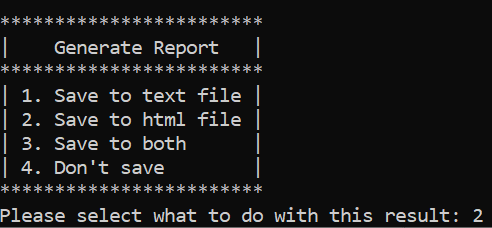 ************************
|    Generate Report   |
************************
| 1. Save to text file |
| 2. Save to html file |
| 3. Save to both      |
| 4. Don't save        |
************************
Please select what to do with this result: 2